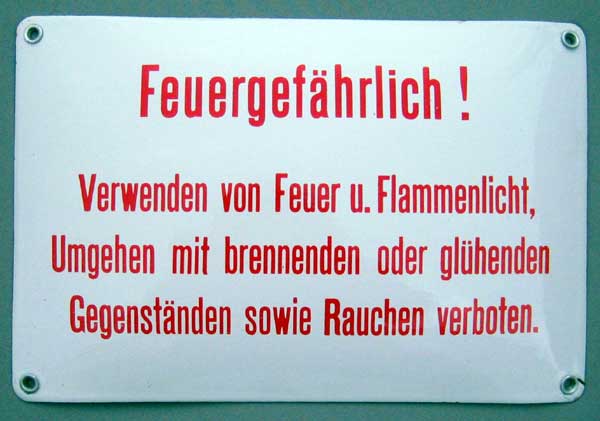 Feuergefährlich !
Verwenden von Feuer u. Flammenlicht,
Umgehen mit brennenden oder glühenden
Gegenständen sowie Rauchen verboten.